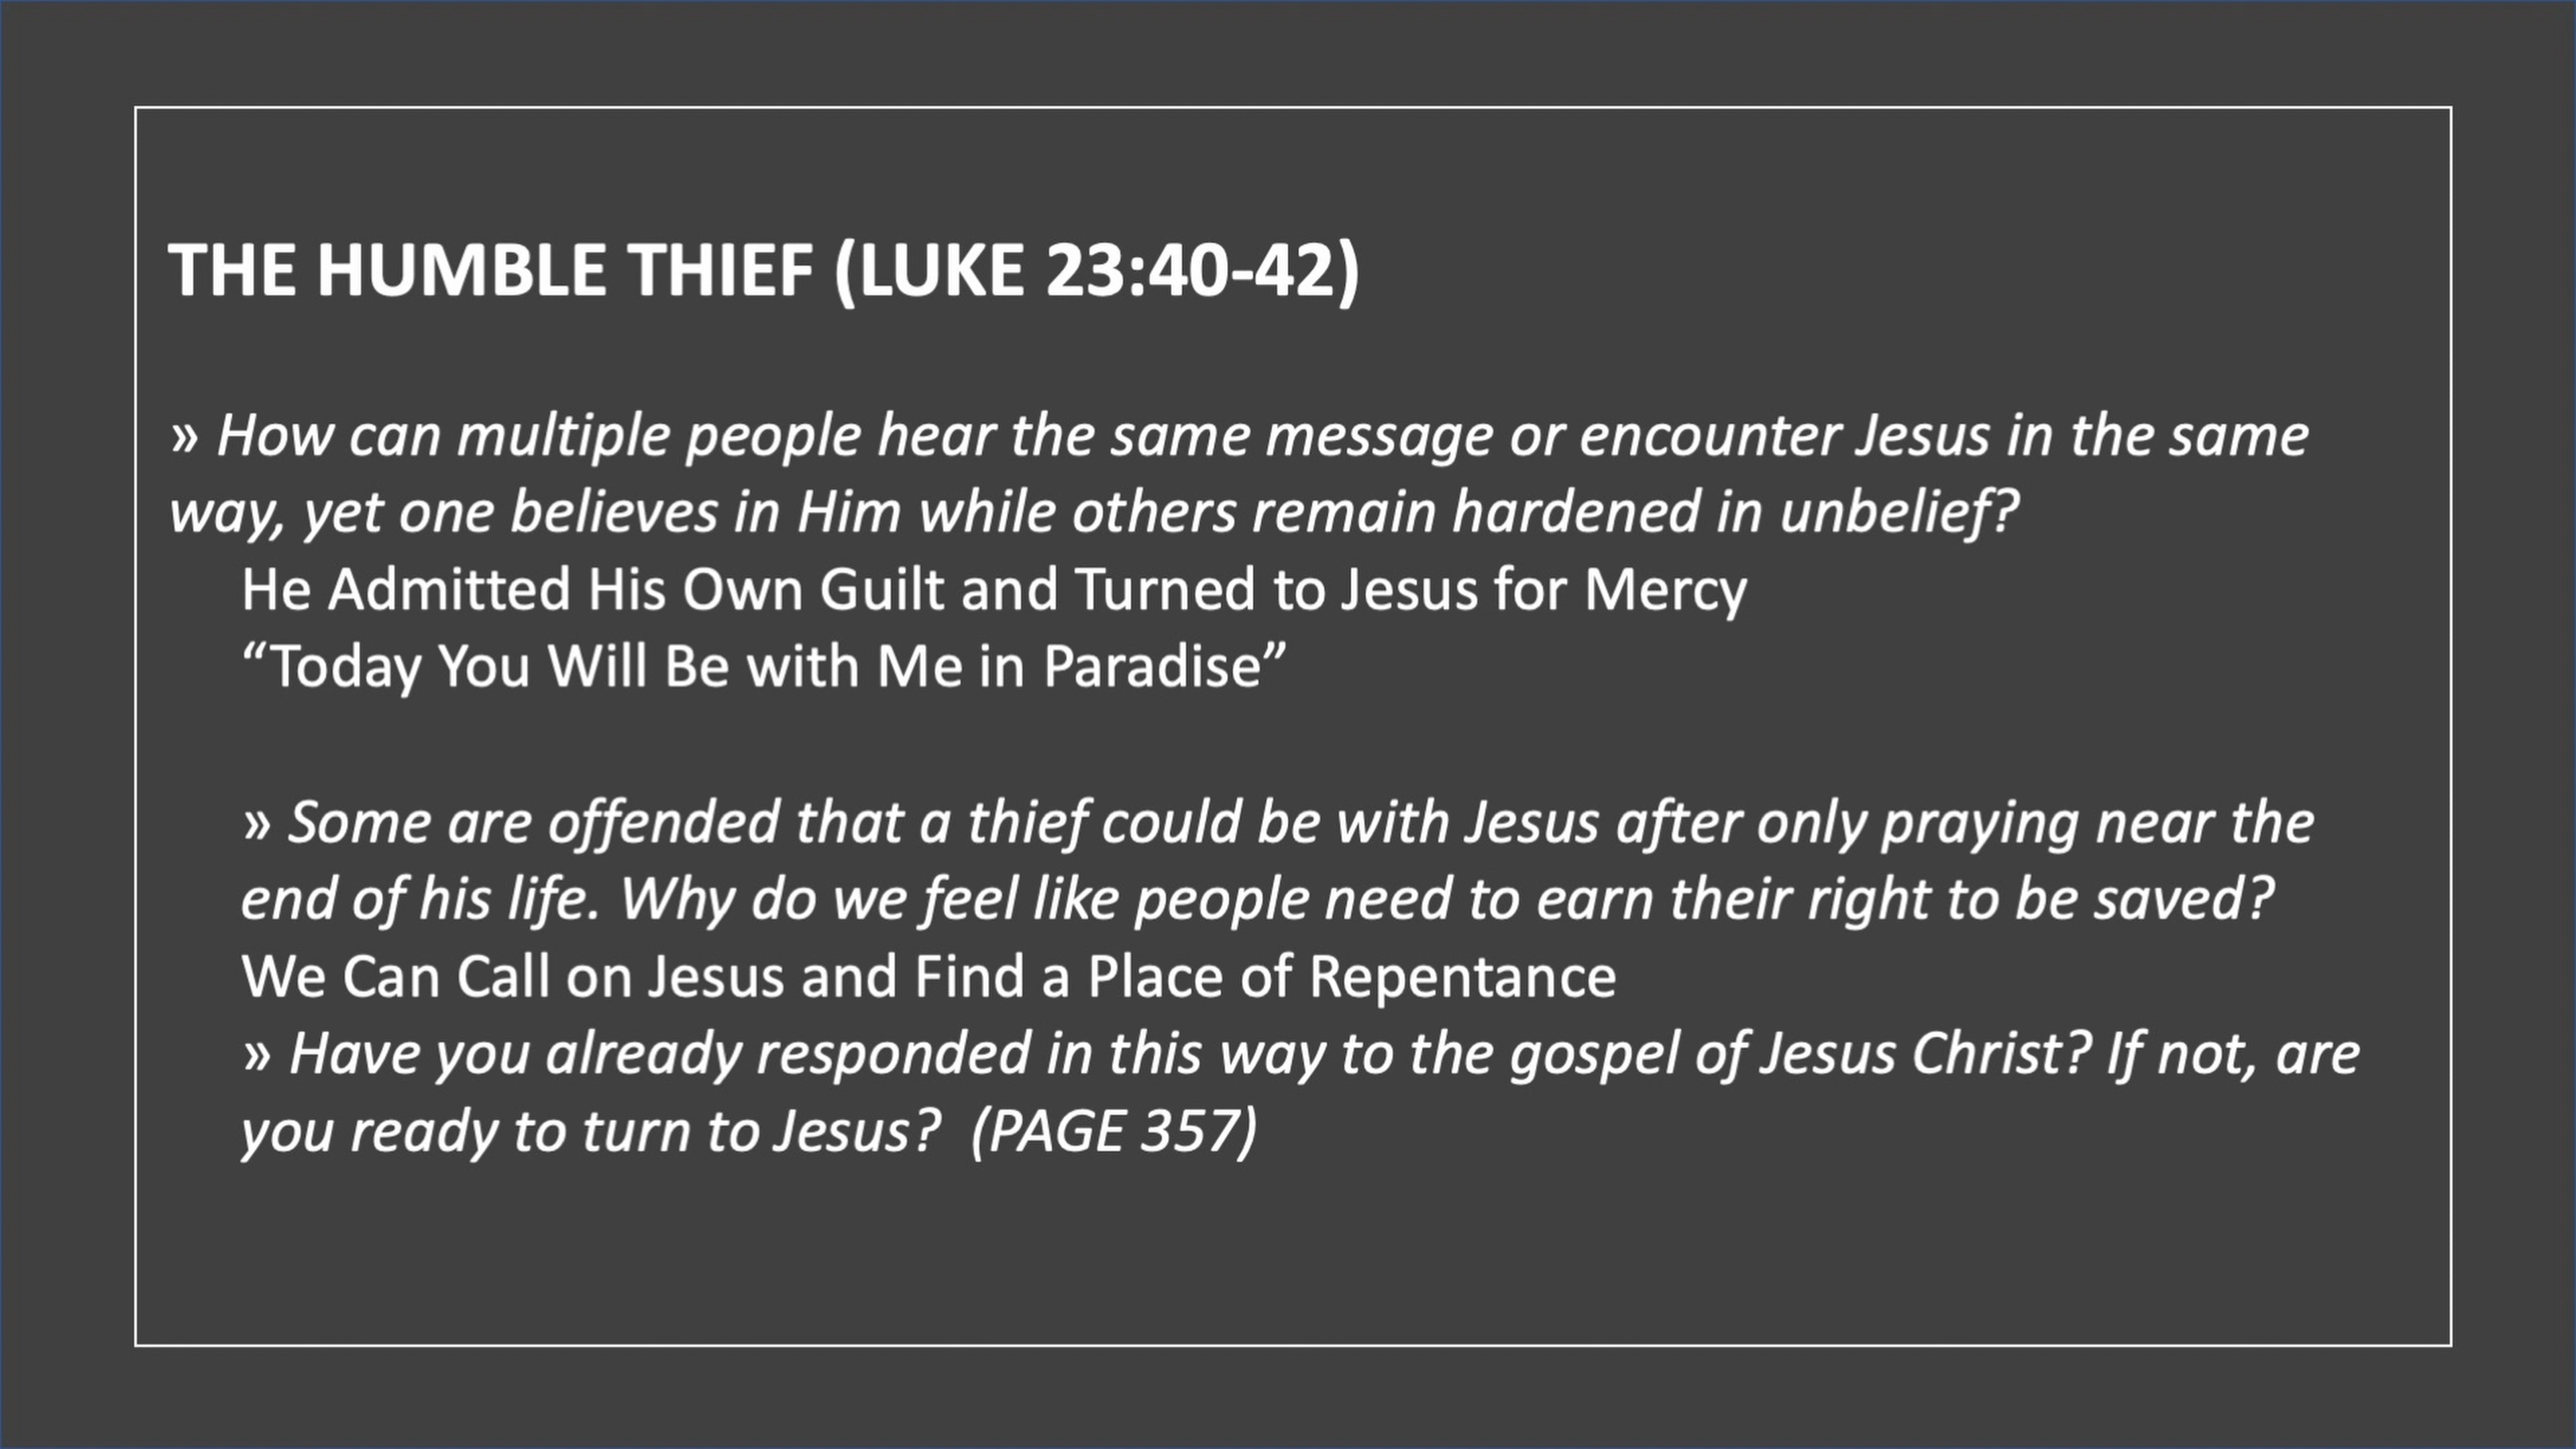 THE HUMBLE THIEF (LUKE 23:40-42)
» How can multiple people hear the same message or encounter Jesus in the same
way, yet one believes in Him while others remain hardened in unbelief?
He Admitted His Own Guilt and Turned to Jesus for Mercy
“Today You Will Be with Me in Paradise”
» Some are offended that a thief could be with Jesus after only praying near the
end of his life. Why do we feel like people need to earn their right to be saved?
We Can Call on Jesus and Find a Place of Repentance
» Have you already responded in this way to the gospel of Jesus Christ? If not, are
you ready to turn to Jesus?  (PAGE 357)